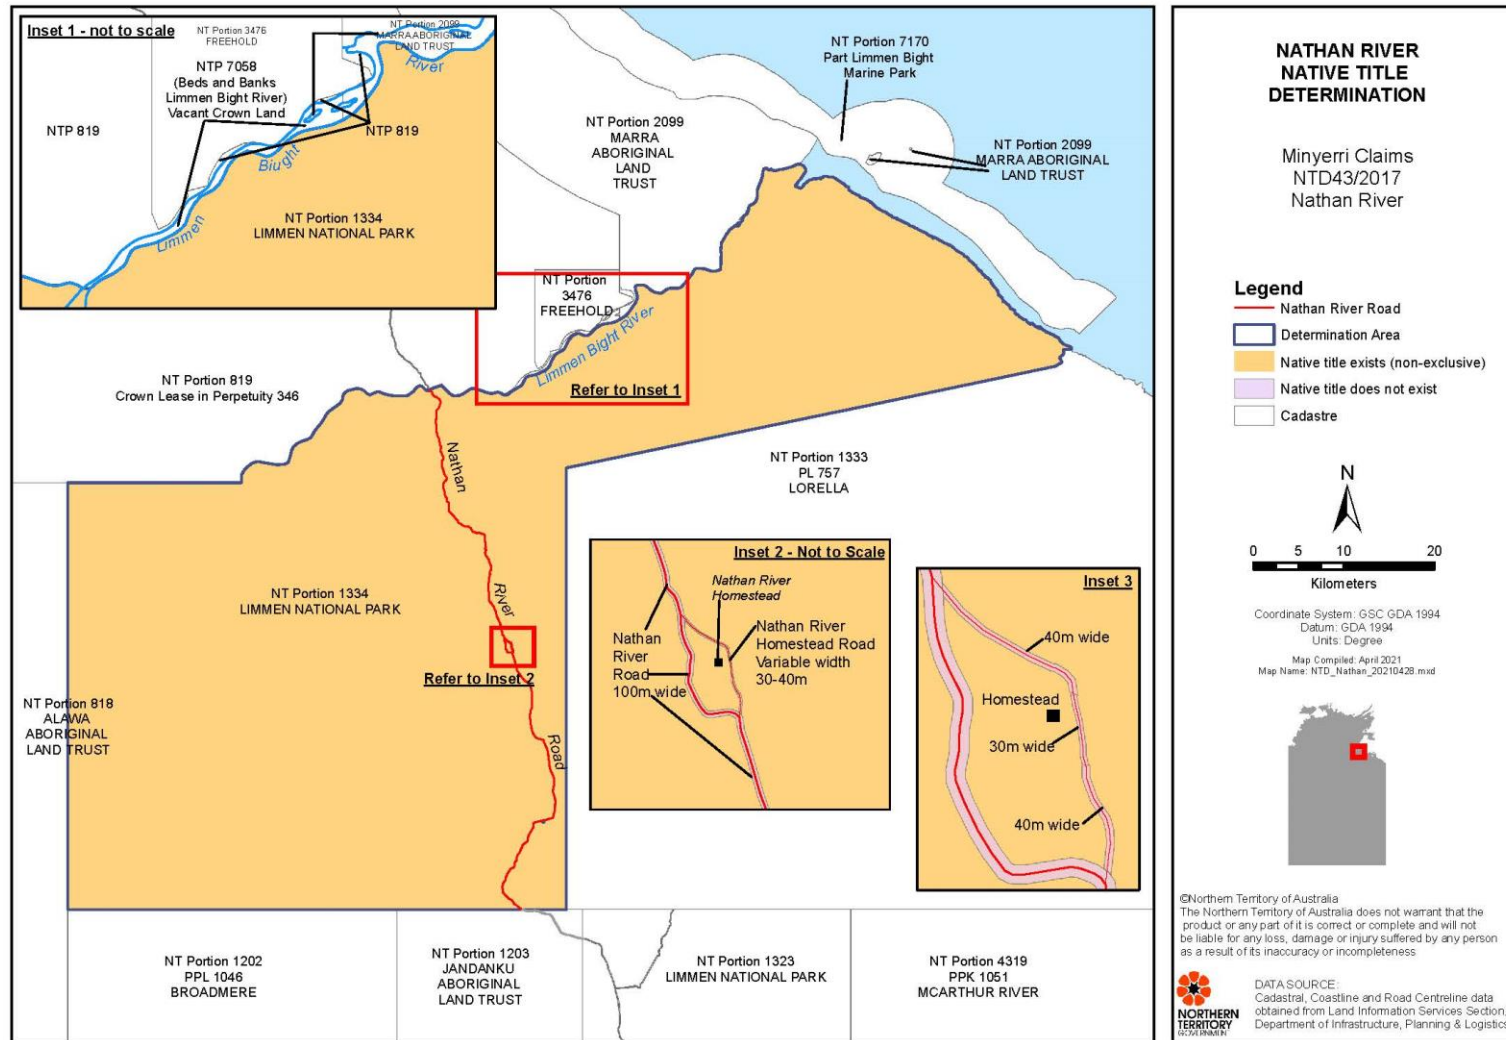 Inset 1 - not to scale
NT Portion 3476
FREEHOLD
NT Portion 2099
MARRA ABORIGINAL
LAND TRUST
River
NTP 7058
(Beds and Banks
Limmen Bight River)
Vacant Crown Land
NTP 819
NTP 819
Biught
Limmen
NT Portion 1334
LIMMEN NATIONAL PARK
NT Portion 7170
Part Limmen Bight
Marine Park
NT Portion 2099
MARRA
ABORIGINAL
LAND
TRUST
NT Portion 2099
MARRA ABORIGINAL
LAND TRUST
NT Portion
3476
FREEHOLD
Limmen Bight River
Refer to Inset 1
NT Portion 819
Crown Lease in Perpetuity 346
Nathan
River
Road
NT Portion 1333
PL 757
LORELLA
NT Portion 1334
LIMMEN NATIONAL PARK
Refer to Inset 2
NT Portion 818
ALAWA
ABORIGINAL
LAND TRUST
Inset 2 - Not to Scale
Nathan River
Homestead
Nathan
River
Road
100m wide
Nathan River
Homestead Road
Variable width
30-40m
Inset 3
40m wide
Homestead
30m wide
40m wide
NT Portion 1202
PPL 1046
BROADMERE
NT Portion 1203
JANDANKU
ABORIGINAL
LAND TRUST
NT Portion 1323
LIMMEN NATIONAL PARK
NT Portion 4319
PPK 1051
MCARTHUR RIVER
NATHAN RIVER
NATIVE TITLE
DETERMINATION
Minyerri Claims
NTD43/2017
Nathan River
Legend
Nathan River Road
Determination Area
Native title exists (non-exclusive)
Native title does not exist
Cadastre
N
0 5 10 20
Kilometers
Coordinate System: GSC GDA 1994
Datum: GDA 1994
Units: Degree
Map Compiled: April 2021
Map Name: NTD_Nathan_20210428.mxd
©Northern Territory of Australia
The Northern Territory of Australia does not warrant that the
product or any part of it is correct or complete and will not
be liable for any loss, damage or injury suffered by any person
as a result of its inaccuracy or incompleteness
NORTHERN
TERRITORY
GOVERNMENT
DATA SOURCE:
Cadastral, Coastline and Road Centreline data
obtained from Land Information Services Section,
Department of Infrastructure, Planning & Logistics